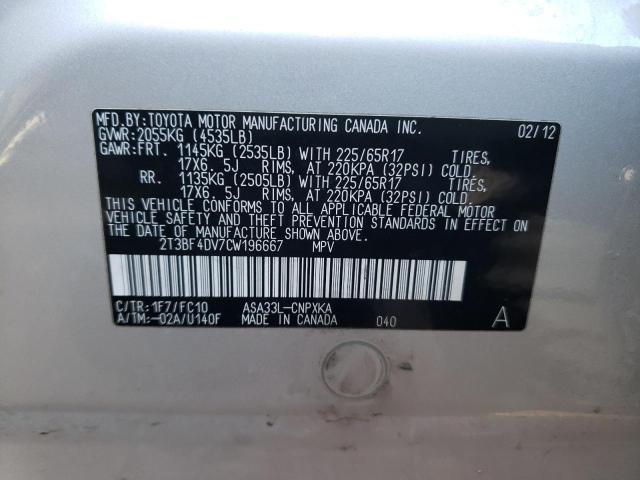 MFD.BY:TOYOTA MOTOR MANUFACTURING CANADA INC. 02/12
GVWR:2055KG (4535LB)
GAWR:FRT. 1145KG (2535LB) WITH 225/65R17 TIRES,
17X6. 5J RIMS, AT 220KPA (32PSI) COLD.
RR. 1135KG (2505LB) WITH 225/65R17 TIRES,
17X6. 5J RIMS, AT 220KPA (32PSI) COLD.
THIS VEHICLE CONFORMS TO ALL APPLICABLE FEDERAL MOTOR
VEHICLE SAFETY AND THEFT PREVENTION STANDARDS IN EFFECT ON
THE DATE OF MANUFACTURE SHOWN ABOVE.
2T3BF4DV7CW196667 MPV
C/TR:1F7/FC10 ASA33L-CNPXKA
A/TM:-02A/U140F MADE IN CANADA 040 A